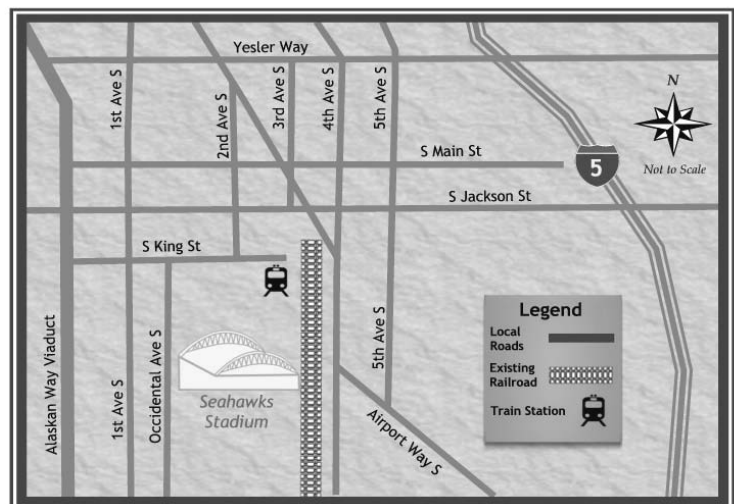 Yesler Way
1st Ave S
2nd Ave S
3rd Ave S
4th Ave S
5th Ave S
N
Not to Scale
S Main St
5
S Jackson St
S King St
Alaskan Way Viaduct
1st Ave S
Occidental Ave S
Seahawks
Stadium
5th Ave S
Airport Way S
Legend
Local
Roads
Existing
Railroad
Train Station